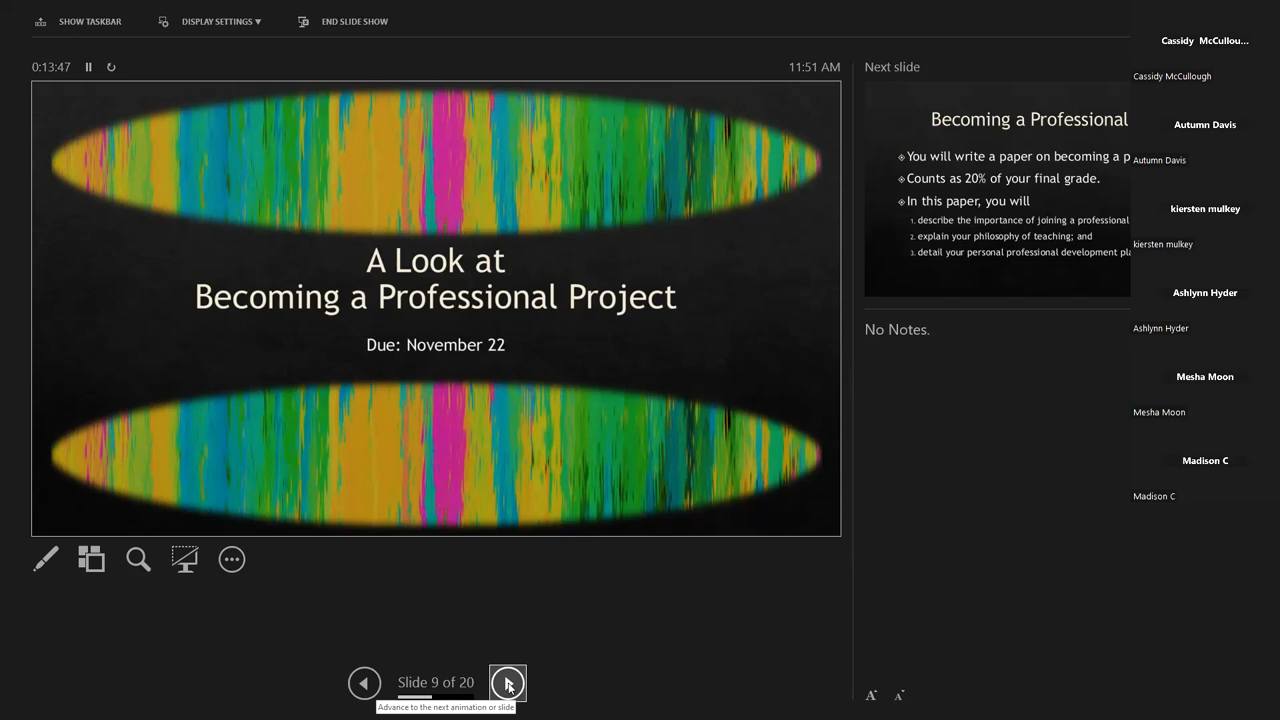 SHOW TASKBAR
DISPLAY SETTINGS ▼
END SLIDE SHOW
0:13:47
11:51 AM
A Look at
Becoming a Professional Project
Due: November 22
Slide 9 of 20
Advance to the next animation or slide
Next slide
Becoming a Professional
You will write a paper on becoming a p
Counts as 20% of your final grade.
In this paper, you will
1. describe the importance of joining a professional
2. explain your philosophy of teaching; and
3. detail your personal professional development pla
No Notes.
A A
Cassidy McCullou...
Cassidy McCullough
Autumn Davis
Autumn Davis
kiersten mulkey
kiersten mulkey
Ashlynn Hyder
Ashlynn Hyder
Mesha Moon
Mesha Moon
Madison C
Madison C